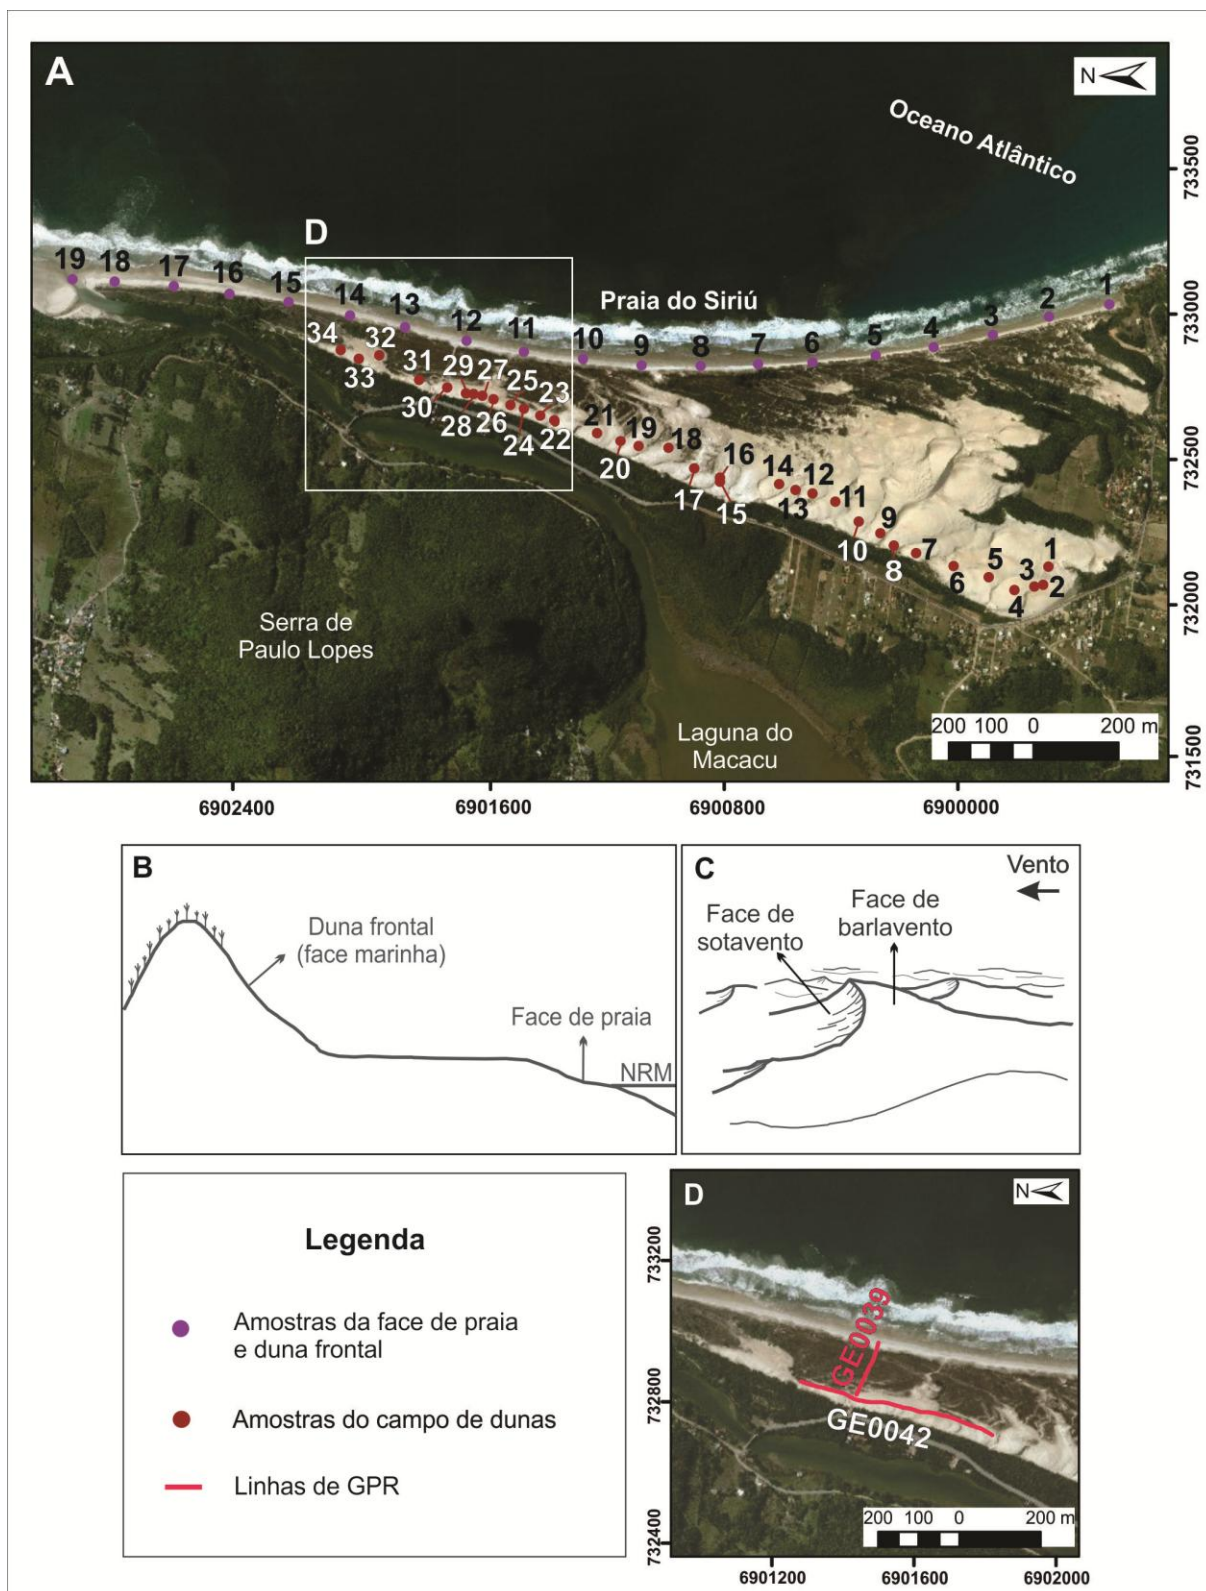 A
N
Oceano Atlântico
D
Praia do Siriú
19 18 17 16 15 14 13 12 11 10 9 8 7 6 5 4 3 2 1
34 33 32 31 30 29 28 27 26 25 24 23 22 21 20 19 18 17 16 15 14 13 12 11 10 9 8 7 6 5 4 3 2 1
Serra de
Paulo Lopes
Laguna do
Macacu
200 100 0 200 m
733500
733000
732500
732000
731500
6902400 6901600 6900800 6900000
B
Duna frontal
(face marinha)
Face de praia
NRM
C
Vento
Face de
sotavento
Face de
barlavento
Legenda
Amostras da face de praia
e duna frontal
Amostras do campo de dunas
Linhas de GPR
D
N
GE0039
GE0042
200 100 0 200 m
733200
732800
732400
6901200 6901600 6902000